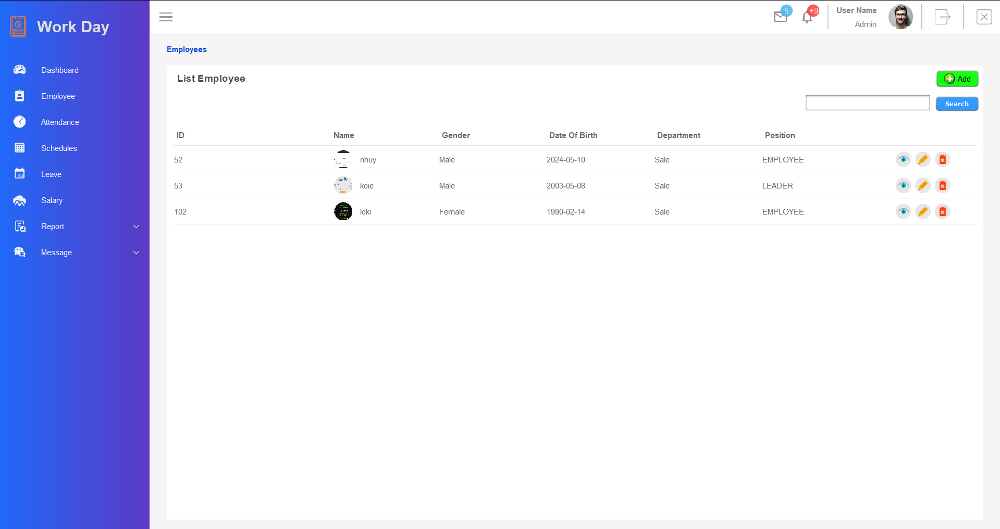 Work Day
5
+9
User Name
Admin
Dashboard
Employee
Attendance
Schedules
Leave
Salary
Report
Message
Employees
List Employee
Add
Search
ID Name Gender Date Of Birth Department Position
52 nhuy Male 2024-05-10 Sale EMPLOYEE
53 koie Male 2003-05-08 Sale LEADER
102 loki Female 1990-02-14 Sale EMPLOYEE